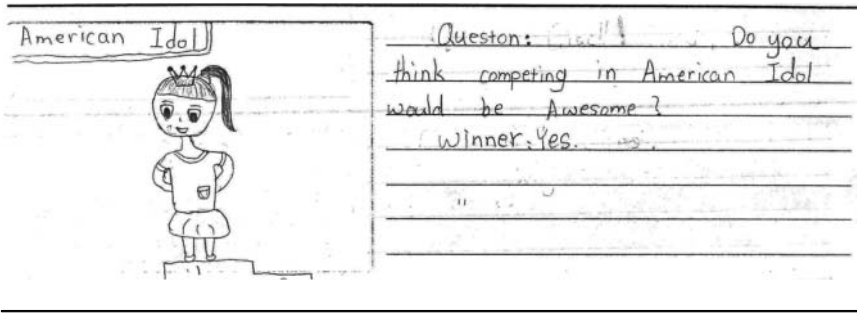 American Idol
Queston: Do you
think competing in American Idol
would be Awesome?
Winner: Yes.